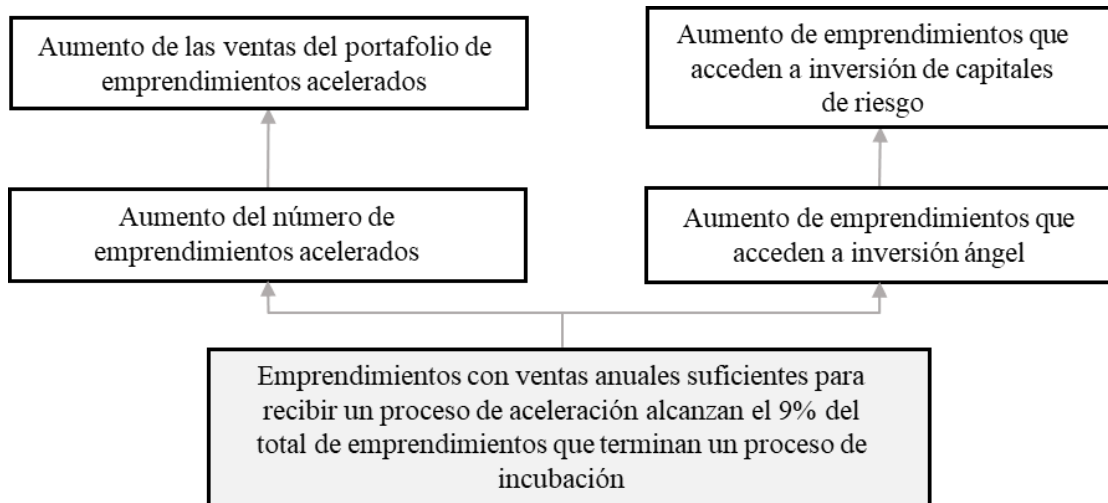 Aumento de las ventas del portafolio de
emprendimientos acelerados
Aumento de emprendimientos que
acceden a inversión de capitales
de riesgo
Aumento del número de
emprendimientos acelerados
Aumento de emprendimientos que
acceden a inversión ángel
Emprendimientos con ventas anuales suficientes para
recibir un proceso de aceleración alcanzan el 9% del
total de emprendimientos que terminan un proceso de
incubación